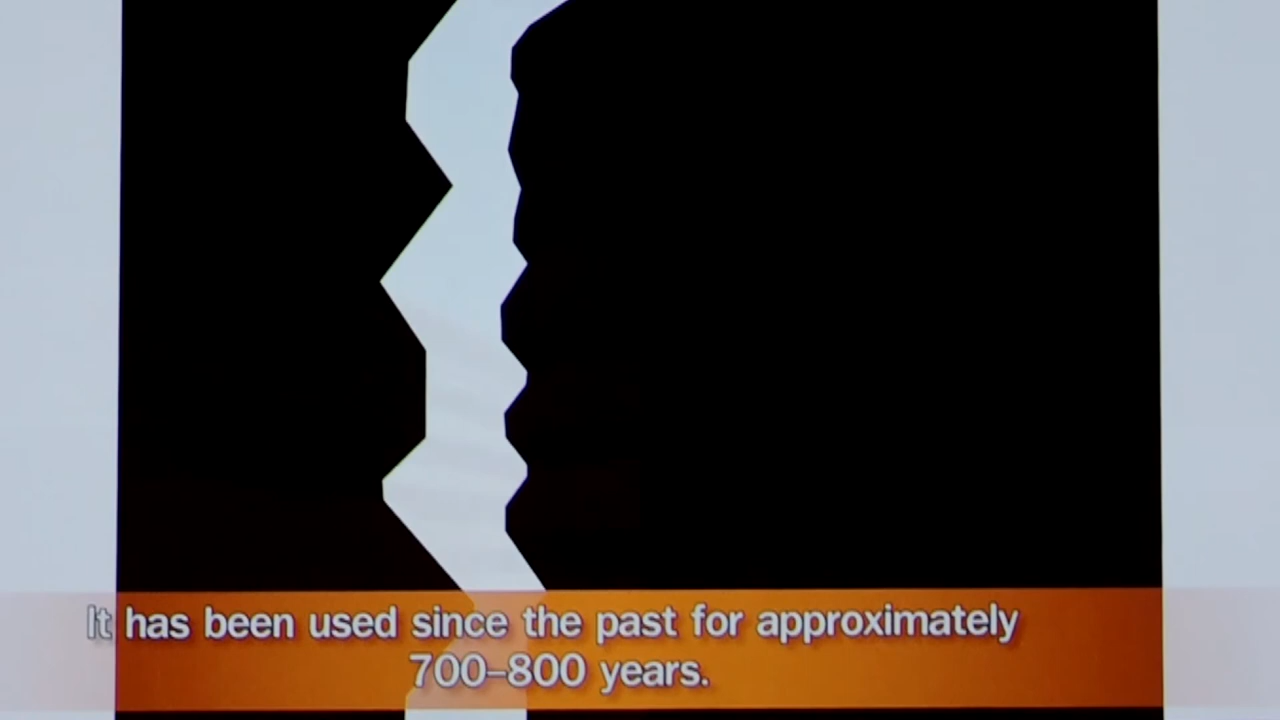 It has been used since the past for approximately
700–800 years.